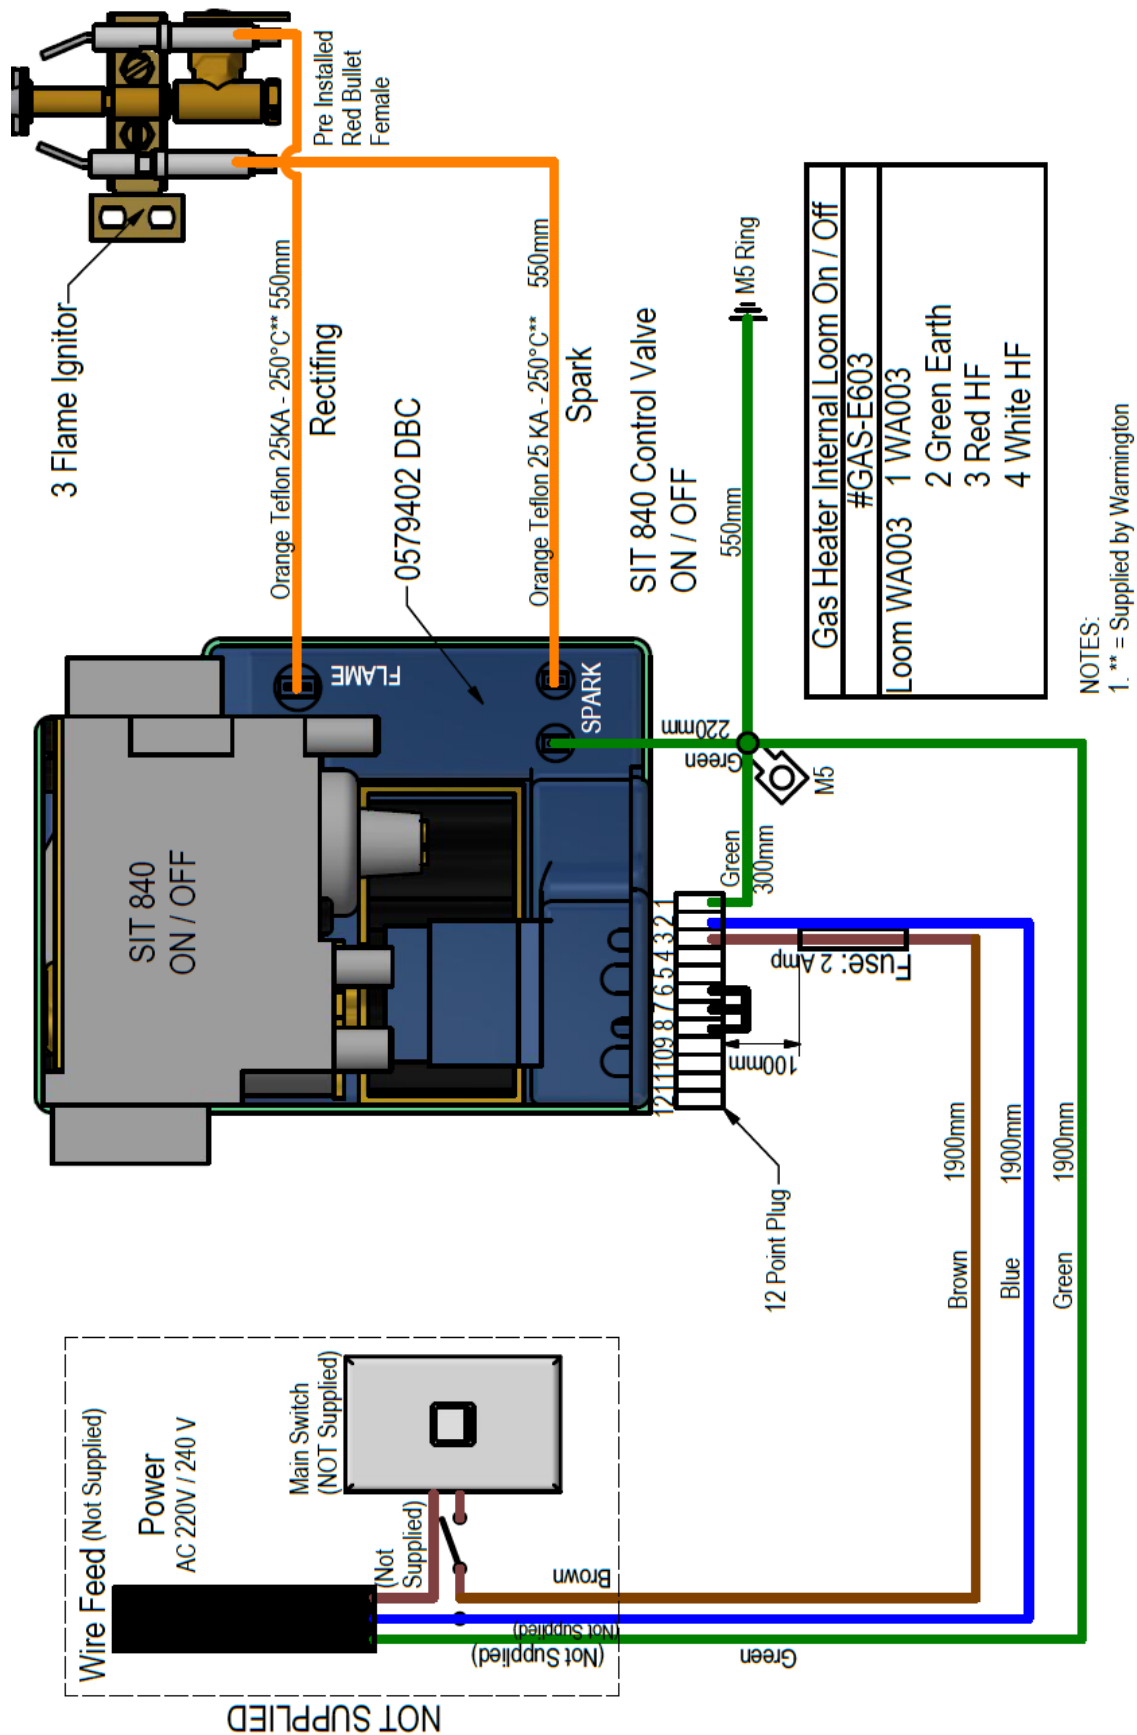 3 Flame Ignitor
Pre Installed
Red Bullet
Female
Orange Teflon 25KA - 250°C** 550mm
Rectifing
0579402 DBC
Orange Teflon 25 KA - 250°C** 550mm
Spark
SIT 840 Control Valve
ON / OFF
550mm
M5 Ring
FLAME
SPARK
SIT 840
ON / OFF
220mm
Green
M5
Green
300mm
1
2
3
4
5
6
7
8
9
10
11
12
Fuse: 2 Amp
100mm
12 Point Plug
Brown 1900mm
Blue 1900mm
Green 1900mm
Wire Feed (Not Supplied)
Power
AC 220V / 240 V
Main Switch
(NOT Supplied)
(Not
Supplied)
Brown
(Not Supplied)
(Not Supplied)
Green
NOT SUPPLIED
Gas Heater Internal Loom On / Off
#GAS-E603
Loom WA003 1 WA003
2 Green Earth
3 Red HF
4 White HF
NOTES:
1. ** = Supplied by Warmington